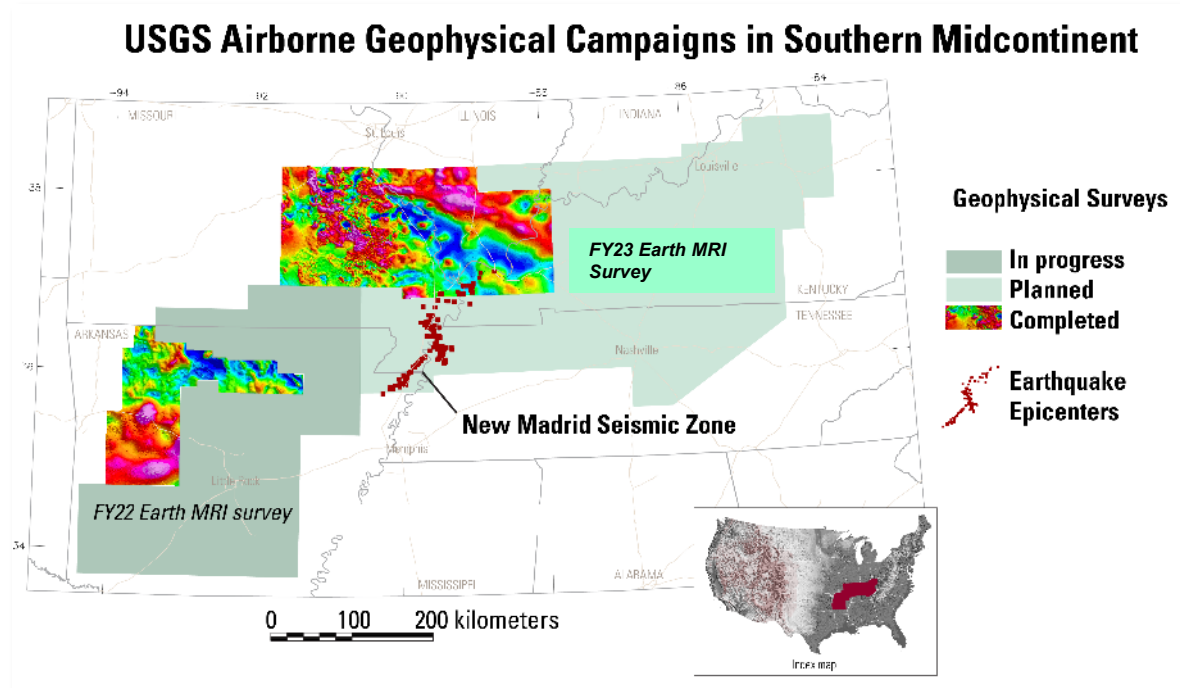 USGS Airborne Geophysical Campaigns in Southern Midcontinent
-94
92
90
86
84
MISSOUR
ILLINOIS
INDIANA
St. Louis
Louisville
Geophysical Surveys
FY23 Earth MRI
Survey
In progress
Planned
Completed
KENTUCKY
TENNESSEE
ARKANSAS
Nashville
Earthquake
Epicenters
New Madrid Seismic Zone
Memphis
Little Rock
FY22 Earth MRI survey
34
MISSISSIPPI
ALABAMA
0 100 200 kilometers
Index map